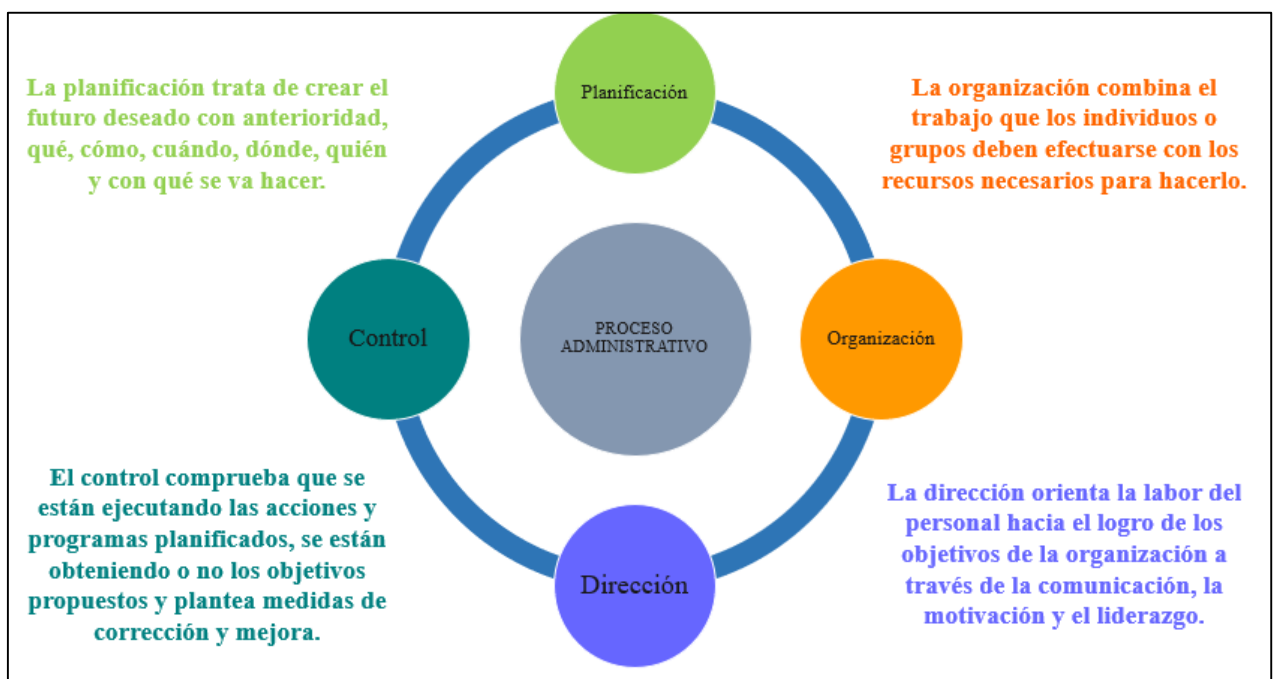 Planificación
La planificación trata de crear el
futuro deseado con anterioridad,
qué, cómo, cuándo, dónde, quién
y con qué se va hacer.
La organización combina el
trabajo que los individuos o
grupos deben efectuarse con los
recursos necesarios para hacerlo.
Control
PROCESO
ADMINISTRATIVO
Organización
El control comprueba que se
están ejecutando las acciones y
programas planificados, se están
obteniendo o no los objetivos
propuestos y plantea medidas de
corrección y mejora.
Dirección
La dirección orienta la labor del
personal hacia el logro de los
objetivos de la organización a
través de la comunicación, la
motivación y el liderazgo.